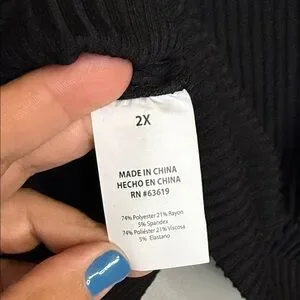 2X
MADE IN CHINA
HECHO EN CHINA
RN #63619
74% Polyester 21% Rayon
5% Spandex
74% Poliéster 21% Viscosa
5% Elastano